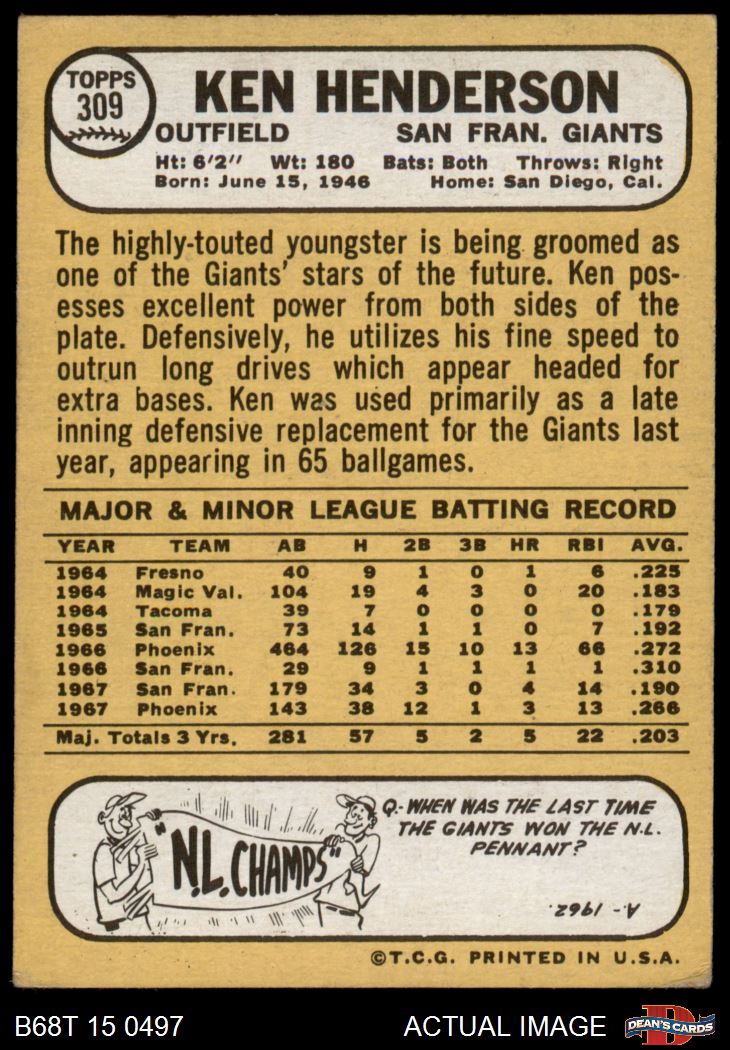 TOPPS
309
KEN HENDERSON
OUTFIELD SAN FRAN. GIANTS
Ht: 6'2" Wt: 180 Bats: Both Throws: Right
Born: June 15, 1946 Home: San Diego, Cal.
The highly-touted youngster is being groomed as
one of the Giants' stars of the future. Ken pos-
esses excellent power from both sides of the
plate. Defensively, he utilizes his fine speed to
outrun long drives which appear headed for
extra bases. Ken was used primarily as a late
inning defensive replacement for the Giants last
year, appearing in 65 ballgames.
MAJOR & MINOR LEAGUE BATTING RECORD
YEAR TEAM AB H 2B 3B HR RBI AVG.
1964 Fresno 40 9 1 0 1 6 .225
1964 Magic Val. 104 19 4 3 0 20 .183
1964 Tacoma 39 7 0 0 0 0 .179
1965 San Fran. 73 14 1 1 0 7 .192
1966 Phoenix 464 126 15 10 13 66 .272
1966 San Fran. 29 9 1 1 1 1 .310
1967 San Fran. 179 34 3 0 4 14 .190
1967 Phoenix 143 38 12 1 3 13 .266
Maj. Totals 3 Yrs. 281 57 5 2 5 22 .203
"N.L. CHAMPS"
Q.- WHEN WAS THE LAST TIME
THE GIANTS WON THE N.L.
PENNANT?
A.- 1962.
©T.C.G. PRINTED IN U.S.A.
B68T 15 0497 ACTUAL IMAGE
D
DEAN'S CARDS